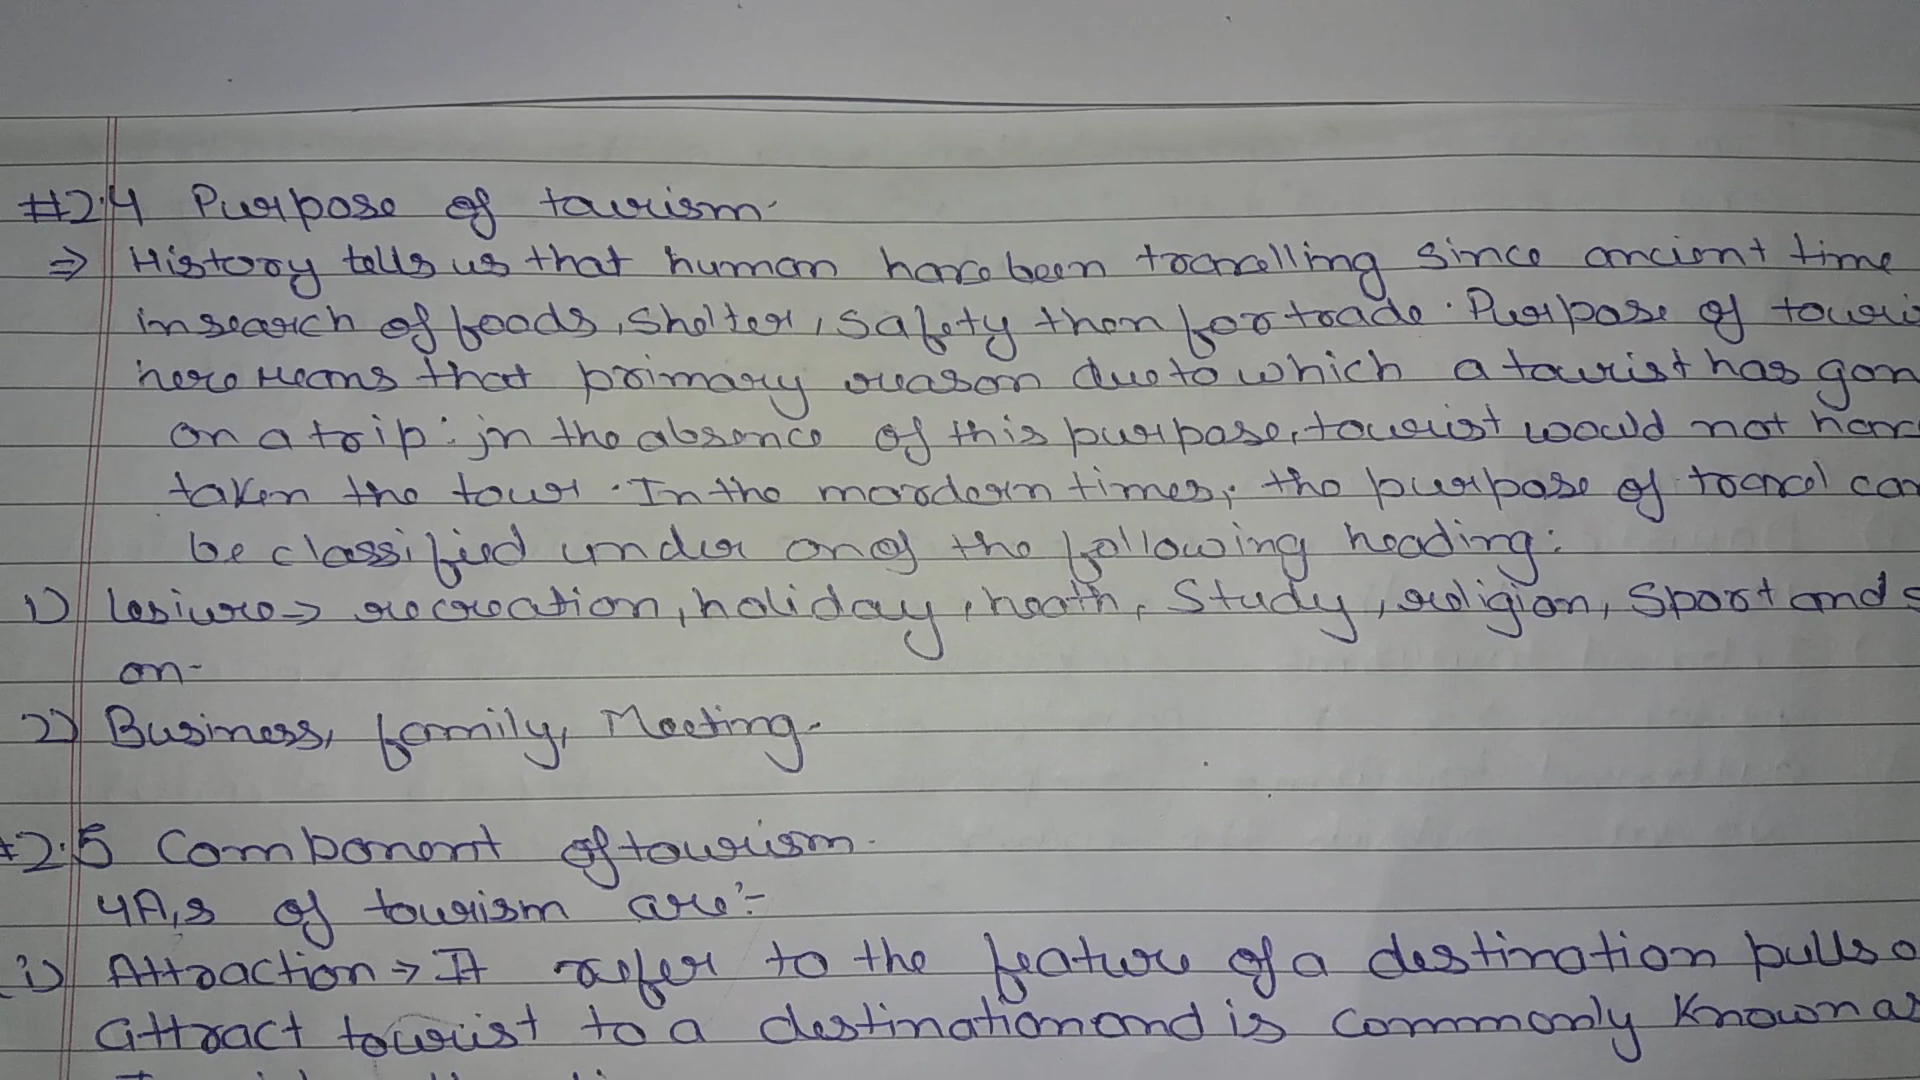 #2.4 Purpose of tourism.
⇒ History tells us that human have been travelling since ancient time
in search of foods, shelter, safety then for trade. Purpose of touris
here means that primary reason due to which a tourist has gon
on a trip. in the absence of this purpose, tourist would not hav
taken the tour. In the mordern times, the purpose of travel can
be classified under on of the following heading:
1) lesiure → recreation, holiday, heath, Study, religion, Sport and s
on-
2) Business, family, Meeting.
#2.5 Component of tourism.
4A,s of tourism are:-
i) Attraction → It refer to the feature of a destination pulls o
attract tourist to a destination and is commonly known as